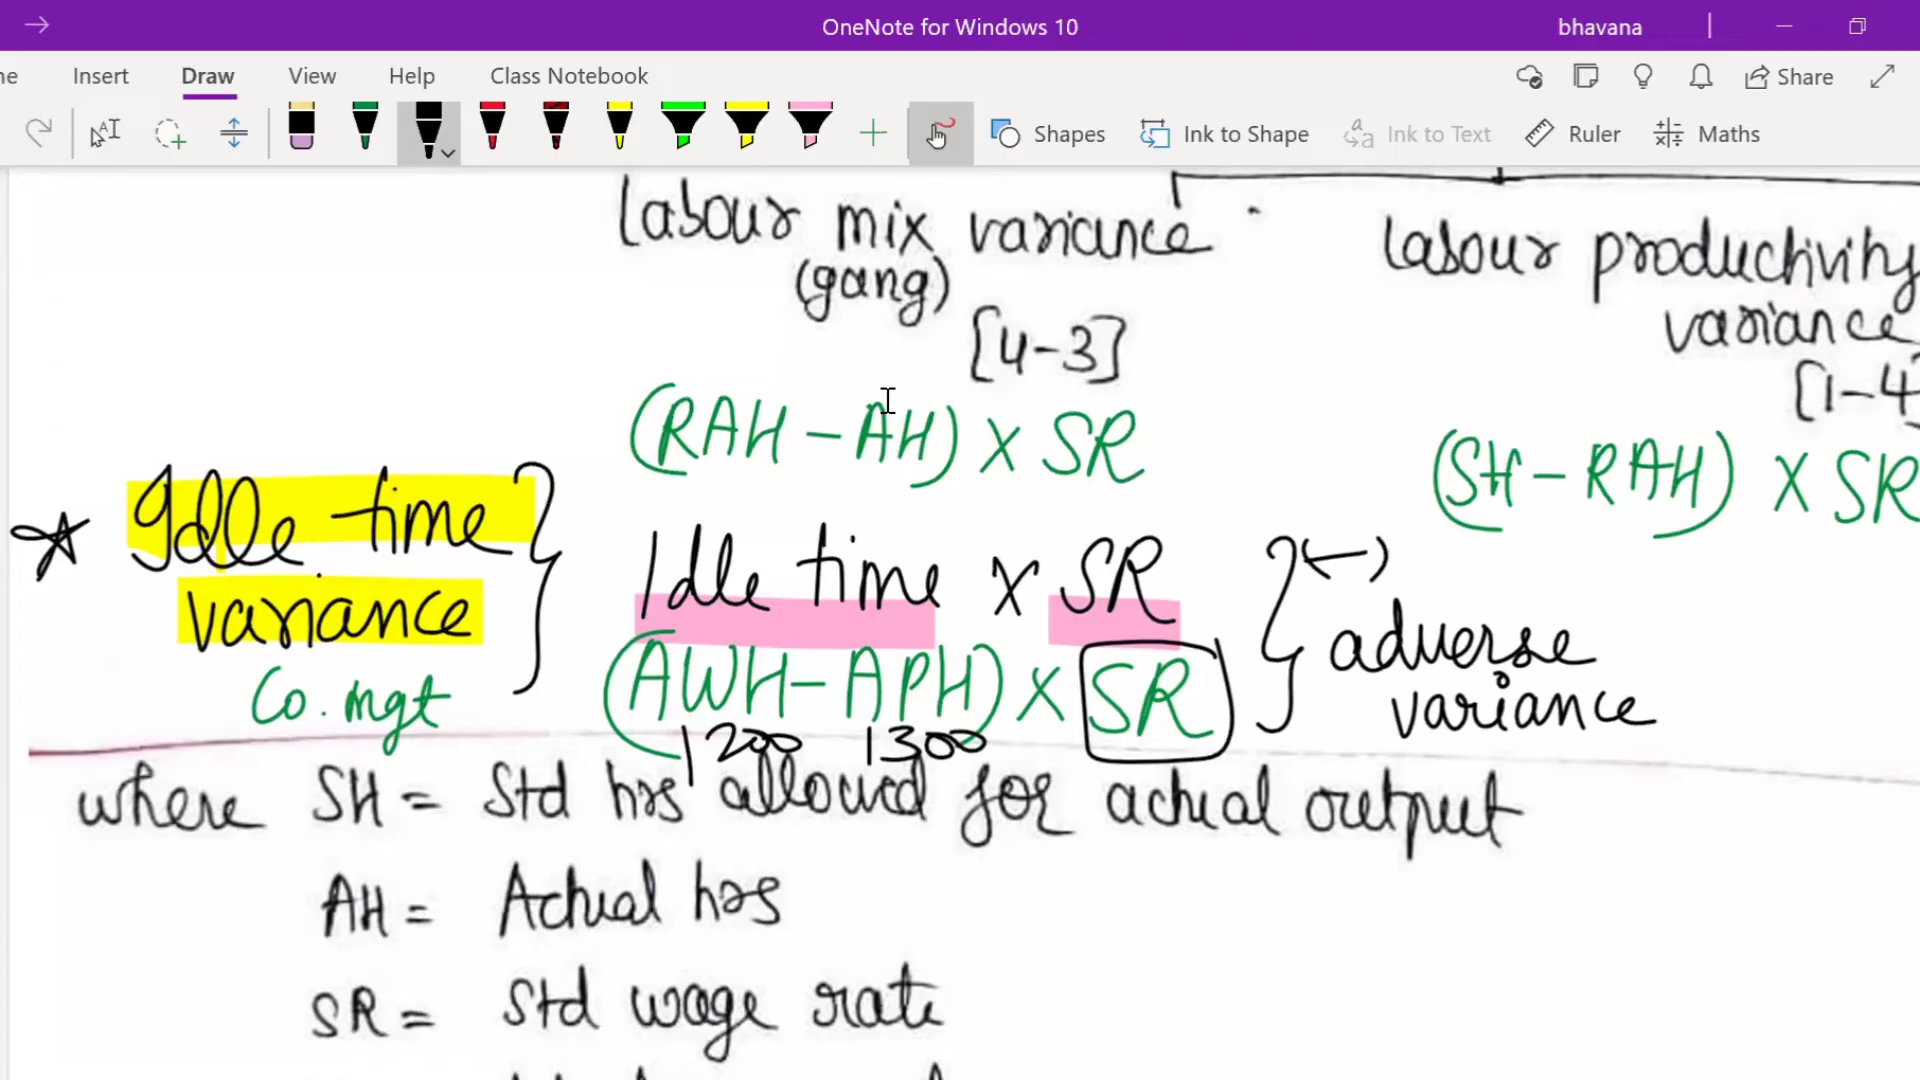 OneNote for Windows 10
bhavana
Insert Draw View Help Class Notebook
Share
Shapes Ink to Shape Ink to Text Ruler Maths
labour mix variance
(gang)
[4-3]
labour productivity
variance
[1-4
(RAH - AH) X SR
(SH - RAH) X SR
Idle time
variance
Co. mgt
Idle time X SR
(AWH - APH) X SR
1200 1300
(-)
adverse
variance
where SH = Std hrs allowed for actual output
AH = Actual hrs
SR = Std wage rate